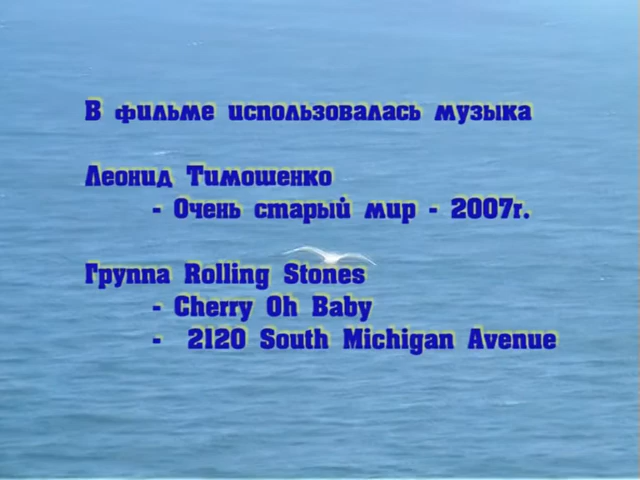 В фильме использовалась музыка
Леонид Тимошенко
- Очень старый мир - 2007г.
Группа Rolling Stones
- Cherry Oh Baby
- 2120 South Michigan Avenue